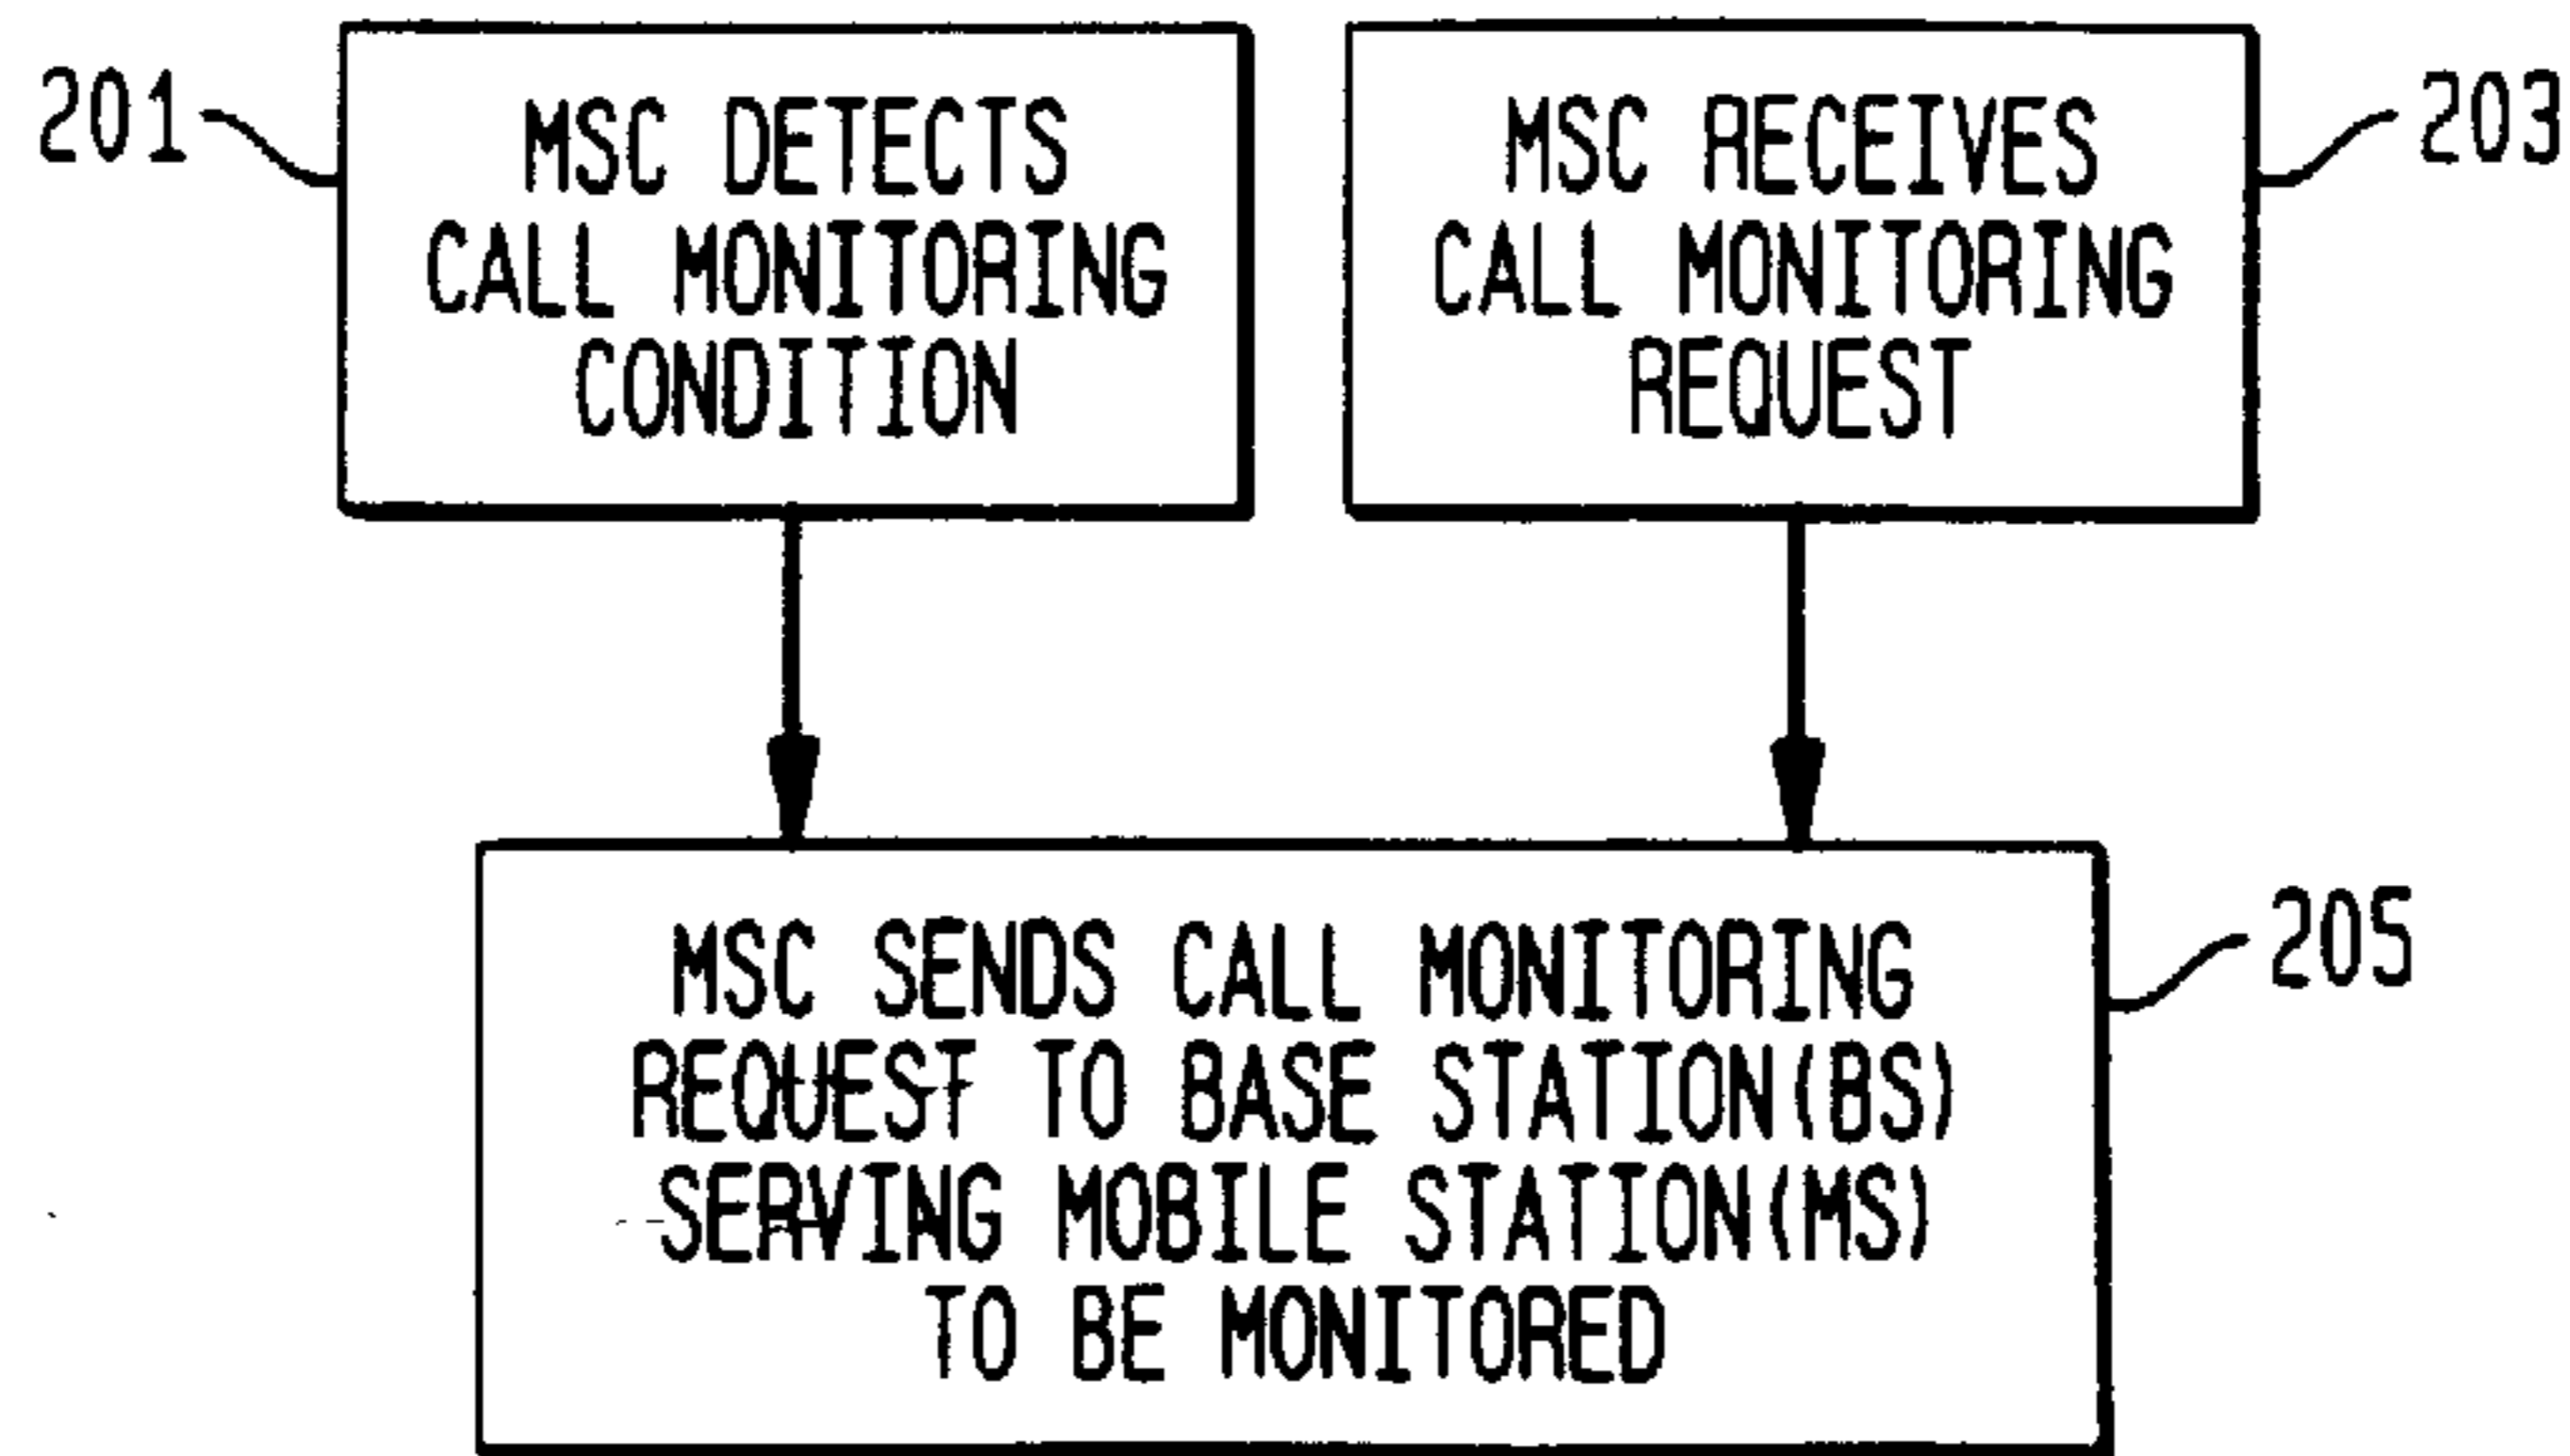 201
MSC DETECTS
CALL MONITORING
CONDITION
MSC RECEIVES
CALL MONITORING
REQUEST
203
MSC SENDS CALL MONITORING
REQUEST TO BASE STATION(BS)
SERVING MOBILE STATION(MS)
TO BE MONITORED
205